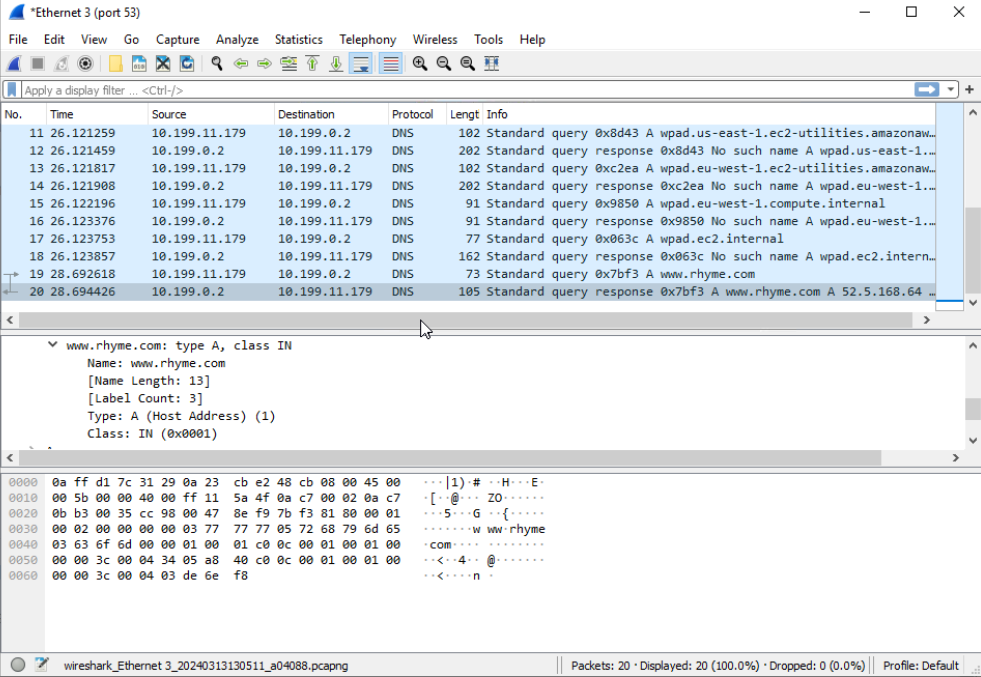 *Ethernet 3 (port 53)
File Edit View Go Capture Analyze Statistics Telephony Wireless Tools Help
Apply a display filter ... <Ctrl-/>
No. Time Source Destination Protocol Lengt Info
11 26.121259 10.199.11.179 10.199.0.2 DNS 102 Standard query 0x8d43 A wpad.us-east-1.ec2-utilities.amazonaw…
12 26.121459 10.199.0.2 10.199.11.179 DNS 202 Standard query response 0x8d43 No such name A wpad.us-east-1.…
13 26.121817 10.199.11.179 10.199.0.2 DNS 102 Standard query 0xc2ea A wpad.eu-west-1.ec2-utilities.amazonaw…
14 26.121908 10.199.0.2 10.199.11.179 DNS 202 Standard query response 0xc2ea No such name A wpad.eu-west-1.…
15 26.122196 10.199.11.179 10.199.0.2 DNS 91 Standard query 0x9850 A wpad.eu-west-1.compute.internal
16 26.123376 10.199.0.2 10.199.11.179 DNS 91 Standard query response 0x9850 No such name A wpad.eu-west-1.…
17 26.123753 10.199.11.179 10.199.0.2 DNS 77 Standard query 0x063c A wpad.ec2.internal
18 26.123857 10.199.0.2 10.199.11.179 DNS 162 Standard query response 0x063c No such name A wpad.ec2.intern…
19 28.692618 10.199.11.179 10.199.0.2 DNS 73 Standard query 0x7bf3 A www.rhyme.com
20 28.694426 10.199.0.2 10.199.11.179 DNS 105 Standard query response 0x7bf3 A www.rhyme.com A 52.5.168.64 …
www.rhyme.com: type A, class IN
Name: www.rhyme.com
[Name Length: 13]
[Label Count: 3]
Type: A (Host Address) (1)
Class: IN (0x0001)
0000 0a ff d1 7c 31 29 0a 23 cb e2 48 cb 08 00 45 00 ···|1)·# ··H···E·
0010 00 5b 00 00 40 00 ff 11 5a 4f 0a c7 00 02 0a c7 ·[··@··· ZO······
0020 0b b3 00 35 cc 98 00 47 8e f9 7b f3 81 80 00 01 ···5···G ··{·····
0030 00 02 00 00 00 00 03 77 77 77 05 72 68 79 6d 65 ·······w ww·rhyme
0040 03 63 6f 6d 00 00 01 00 01 c0 0c 00 01 00 01 00 ·com···· ········
0050 00 00 3c 00 04 34 05 a8 40 c0 0c 00 01 00 01 00 ··<··4·· @·······
0060 00 00 3c 00 04 03 de 6e f8 ··<····n ·
wireshark_Ethernet 3_20240313130511_a04088.pcapng Packets: 20 · Displayed: 20 (100.0%) · Dropped: 0 (0.0%) Profile: Default